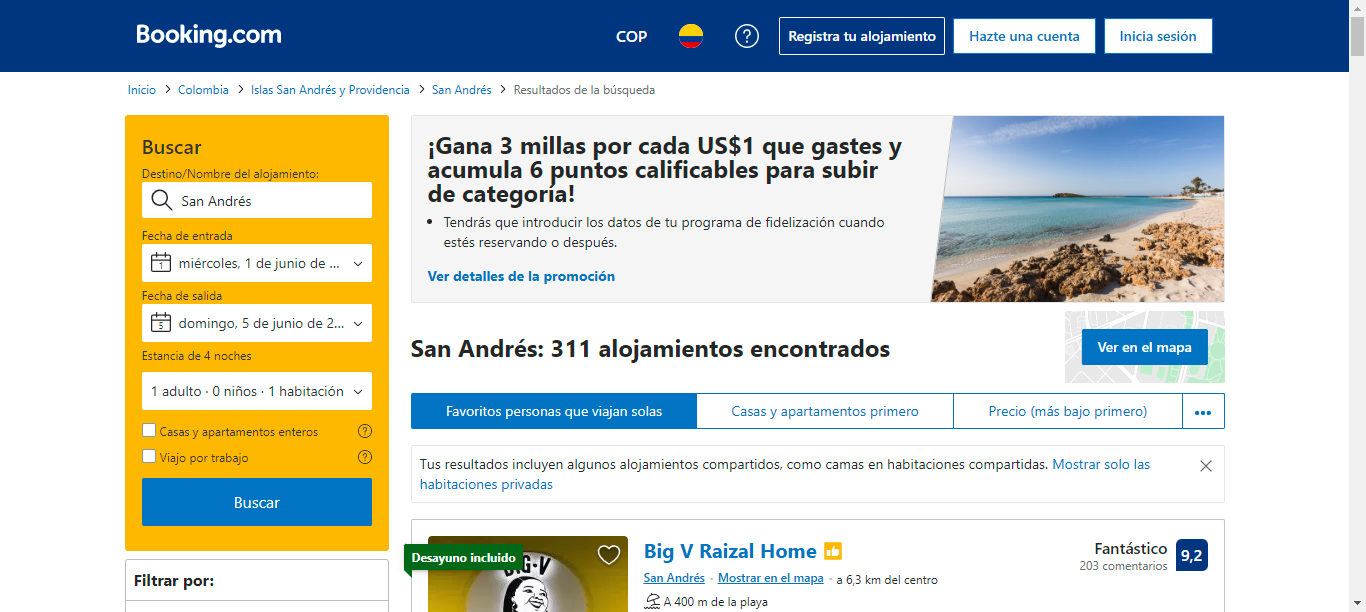 Booking.com
COP
Registra tu alojamiento
Hazte una cuenta
Inicia sesión
Inicio > Colombia > Islas San Andrés y Providencia > San Andrés > Resultados de la búsqueda
Buscar
Destino/Nombre del alojamiento:
San Andrés
Fecha de entrada
1
miércoles, 1 de junio de ...
Fecha de salida
5
domingo, 5 de junio de 2...
Estancia de 4 noches
1 adulto · 0 niños · 1 habitación
Casas y apartamentos enteros
Viajo por trabajo
Buscar
Filtrar por:
¡Gana 3 millas por cada US$1 que gastes y
acumula 6 puntos calificables para subir
de categoría!
• Tendrás que introducir los datos de tu programa de fidelización cuando
estés reservando o después.
Ver detalles de la promoción
San Andrés: 311 alojamientos encontrados
Ver en el mapa
Favoritos personas que viajan solas
Casas y apartamentos primero
Precio (más bajo primero)
•••
Tus resultados incluyen algunos alojamientos compartidos, como camas en habitaciones compartidas. Mostrar solo las
habitaciones privadas
Desayuno incluido
BIG·V
Big V Raizal Home
San Andrés · Mostrar en el mapa · a 6,3 km del centro
A 400 m de la playa
Fantástico
203 comentarios
9,2